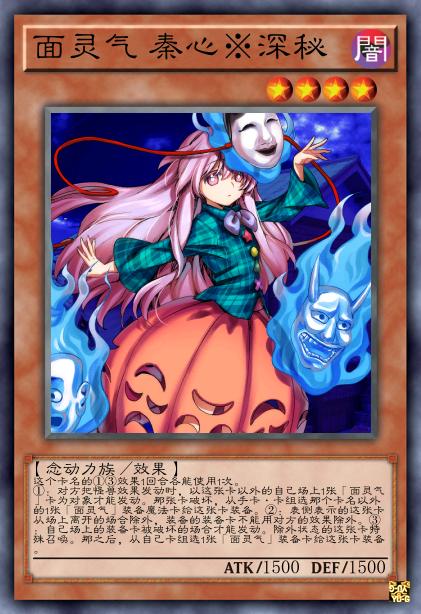 面灵气 秦心※深秘
闇
【念动力族／效果】
这个卡名的①③效果1回合各能使用1次。
①：对方把怪兽效果发动时，以这张卡以外的自己场上1张「面灵气」卡为对象才能发动。那张卡破坏，从手卡・卡组选那个卡名以外的1张「面灵气」装备魔法卡给这张卡装备。②：表侧表示的这张卡从场上离开的场合除外，装备的装备卡不能用对方的效果除外。③：自己场上的装备卡被破坏的场合才能发动。除外状态的这张卡特殊召唤。那之后，从自己卡组选1张「面灵气」装备卡给这张卡装备。
ATK/1500 DEF/1500